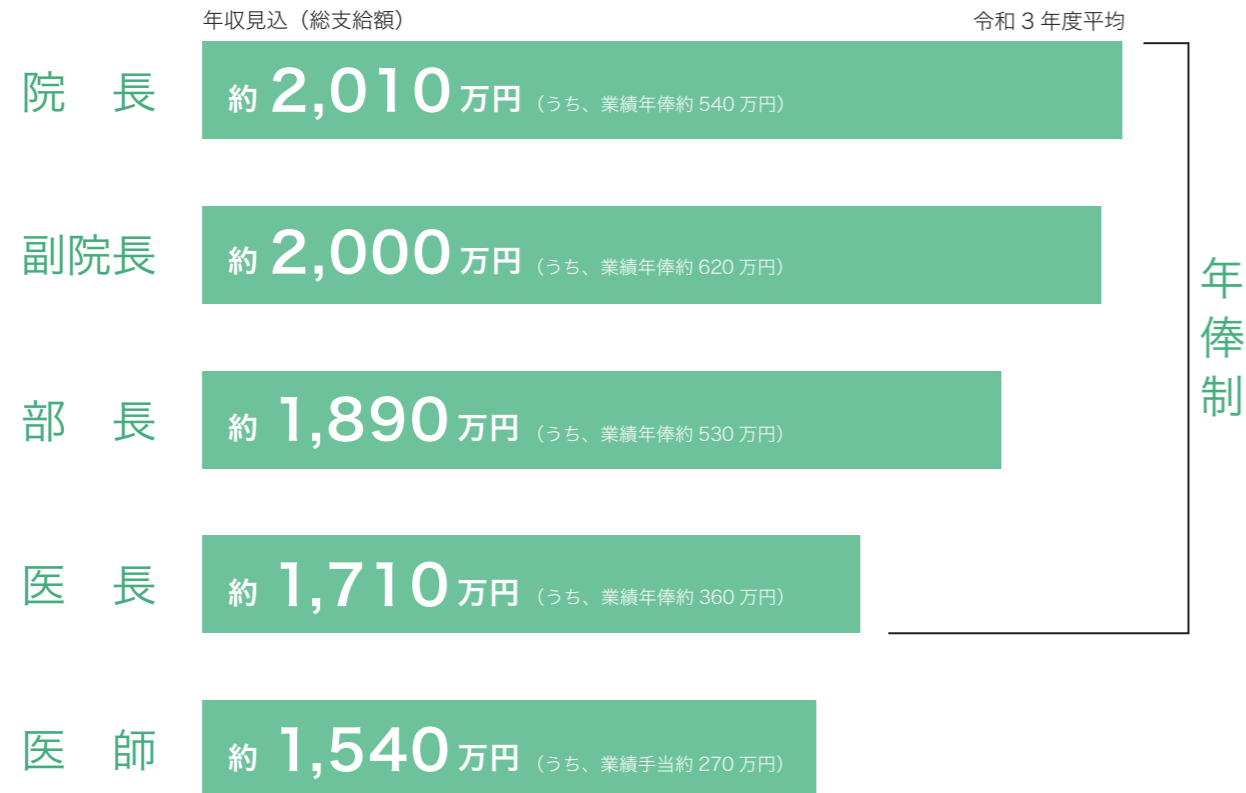 年収見込（総支給額）
令和 3 年度平均
院　長
約 2,010 万円（うち、業績年俸約 540 万円）
副院長
約 2,000 万円（うち、業績年俸約 620 万円）
部　長
約 1,890 万円（うち、業績年俸約 530 万円）
医　長
約 1,710 万円（うち、業績年俸約 360 万円）
医　師
約 1,540 万円（うち、業績手当約 270 万円）
年俸制